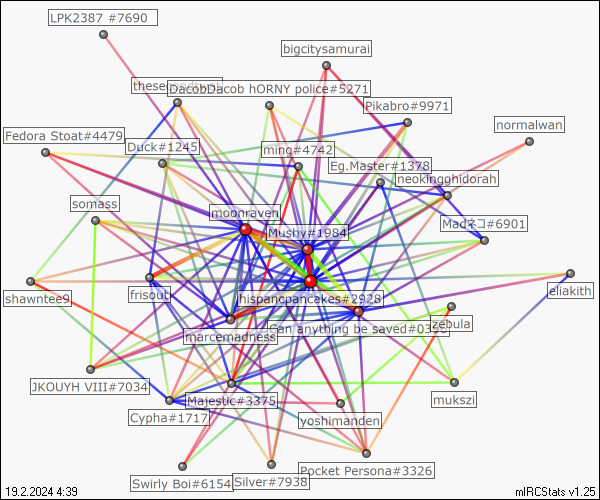 LPK2387 #7690
bigcitysamurai
DacobDacob hORNY police#5271
Pikabro#9971
normalwan
Fedora Stoat#4479
Duck#1245
ming#4742
Eg.Master#1378
neokingghidorah
somass
moonraven
Mushy#1984
Madネコ#6901
shawntee9
frisout
hispancpancakes#2928
eliakith
marcemadness
Can anything be saved#03
zebula
JKOUYH VIII#7034
Majestic#3375
mukszi
Cypha#1717
yoshimanden
Swirly Boi#6154
Silver#7938
Pocket Persona#3326
19.2.2024 4:39
mIRCStats v1.25